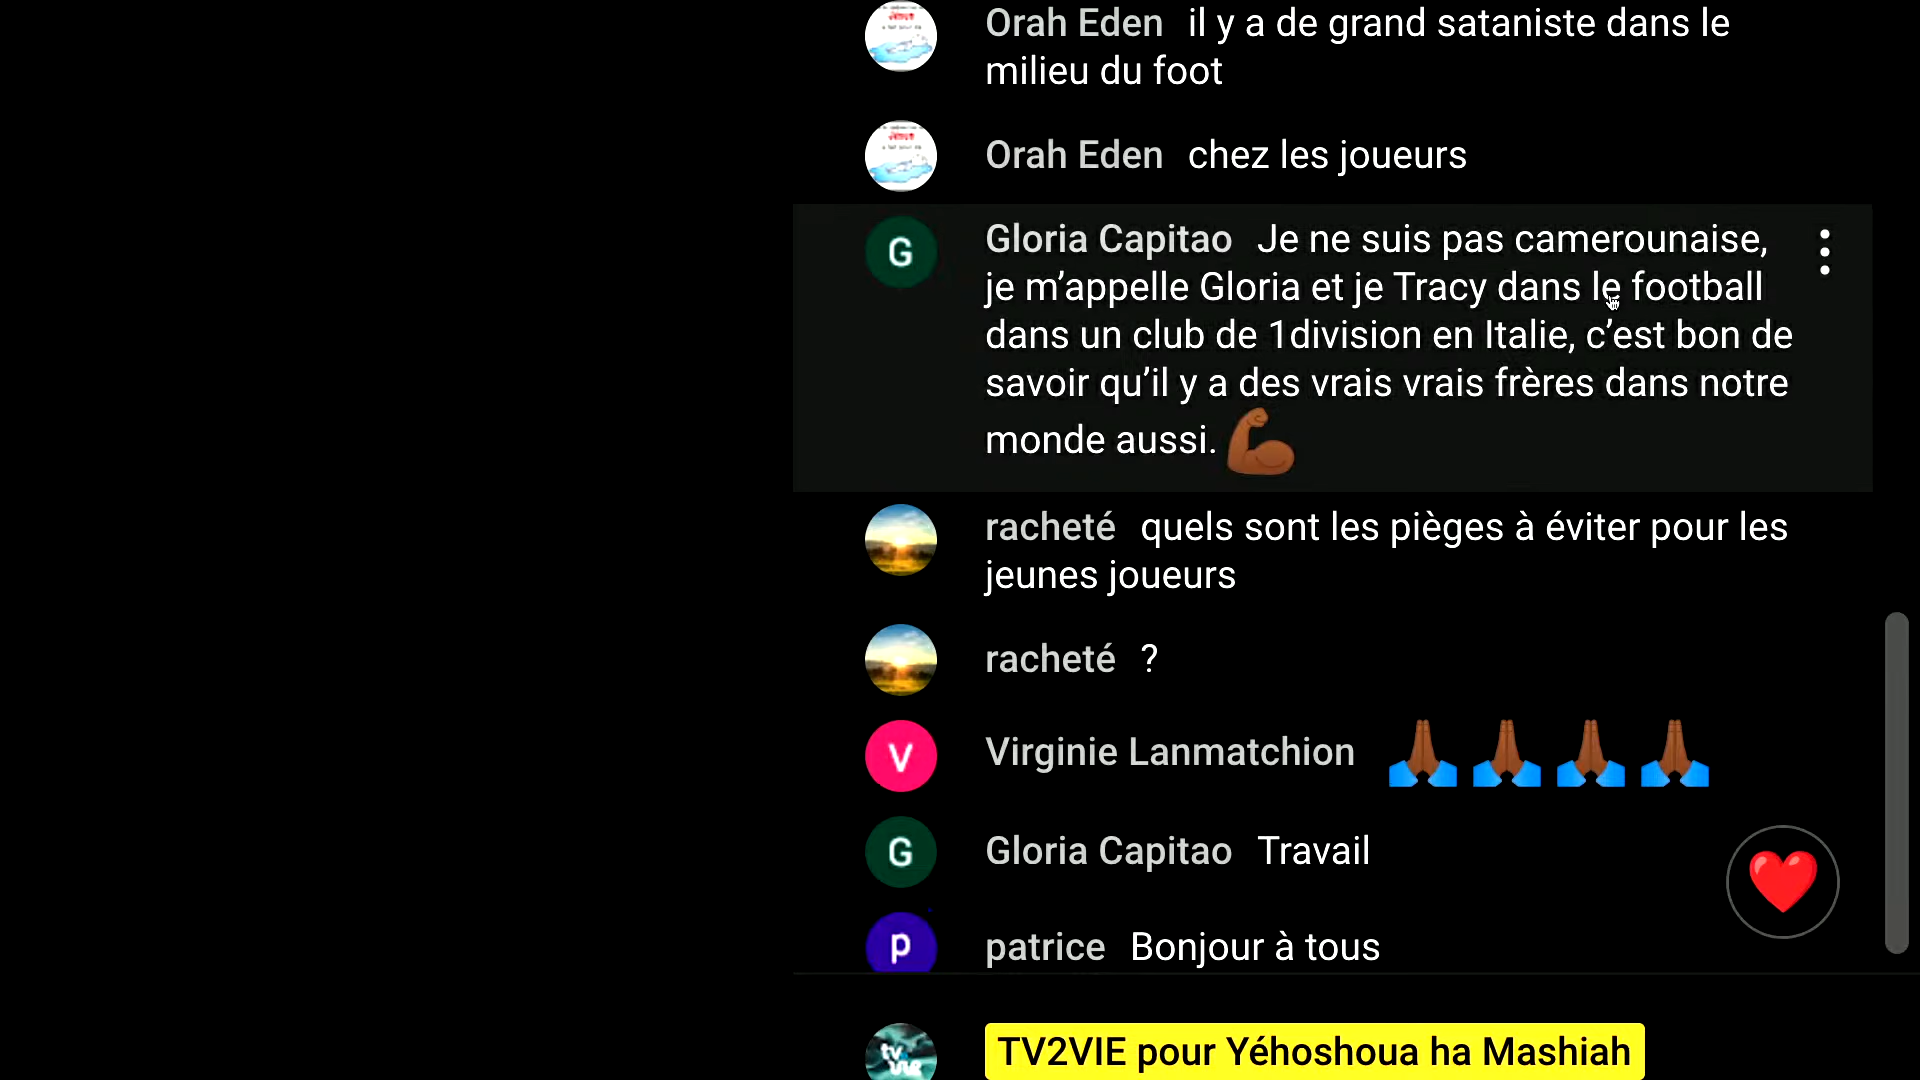 Orah Eden il y a de grand sataniste dans le
milieu du foot
Orah Eden chez les joueurs
G
Gloria Capitao Je ne suis pas camerounaise,
je m’appelle Gloria et je Tracy dans le football
dans un club de 1division en Italie, c’est bon de
savoir qu’il y a des vrais vrais frères dans notre
monde aussi. 💪🏾
racheté quels sont les pièges à éviter pour les
jeunes joueurs
racheté ?
V
Virginie Lanmatchion 🙏🏾🙏🏾🙏🏾🙏🏾
G
Gloria Capitao Travail
p
patrice Bonjour à tous
tv2vie
TV2VIE pour Yéhoshoua ha Mashiah